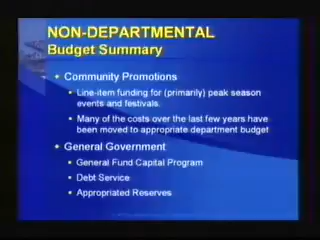 NON-DEPARTMENTAL
Budget Summary
Community Promotions
Line-item funding for (primarily) peak season
events and festivals.
Many of the costs over the last few years have
been moved to appropriate department budget
General Government
General Fund Capital Program
Debt Service
Appropriated Reserves